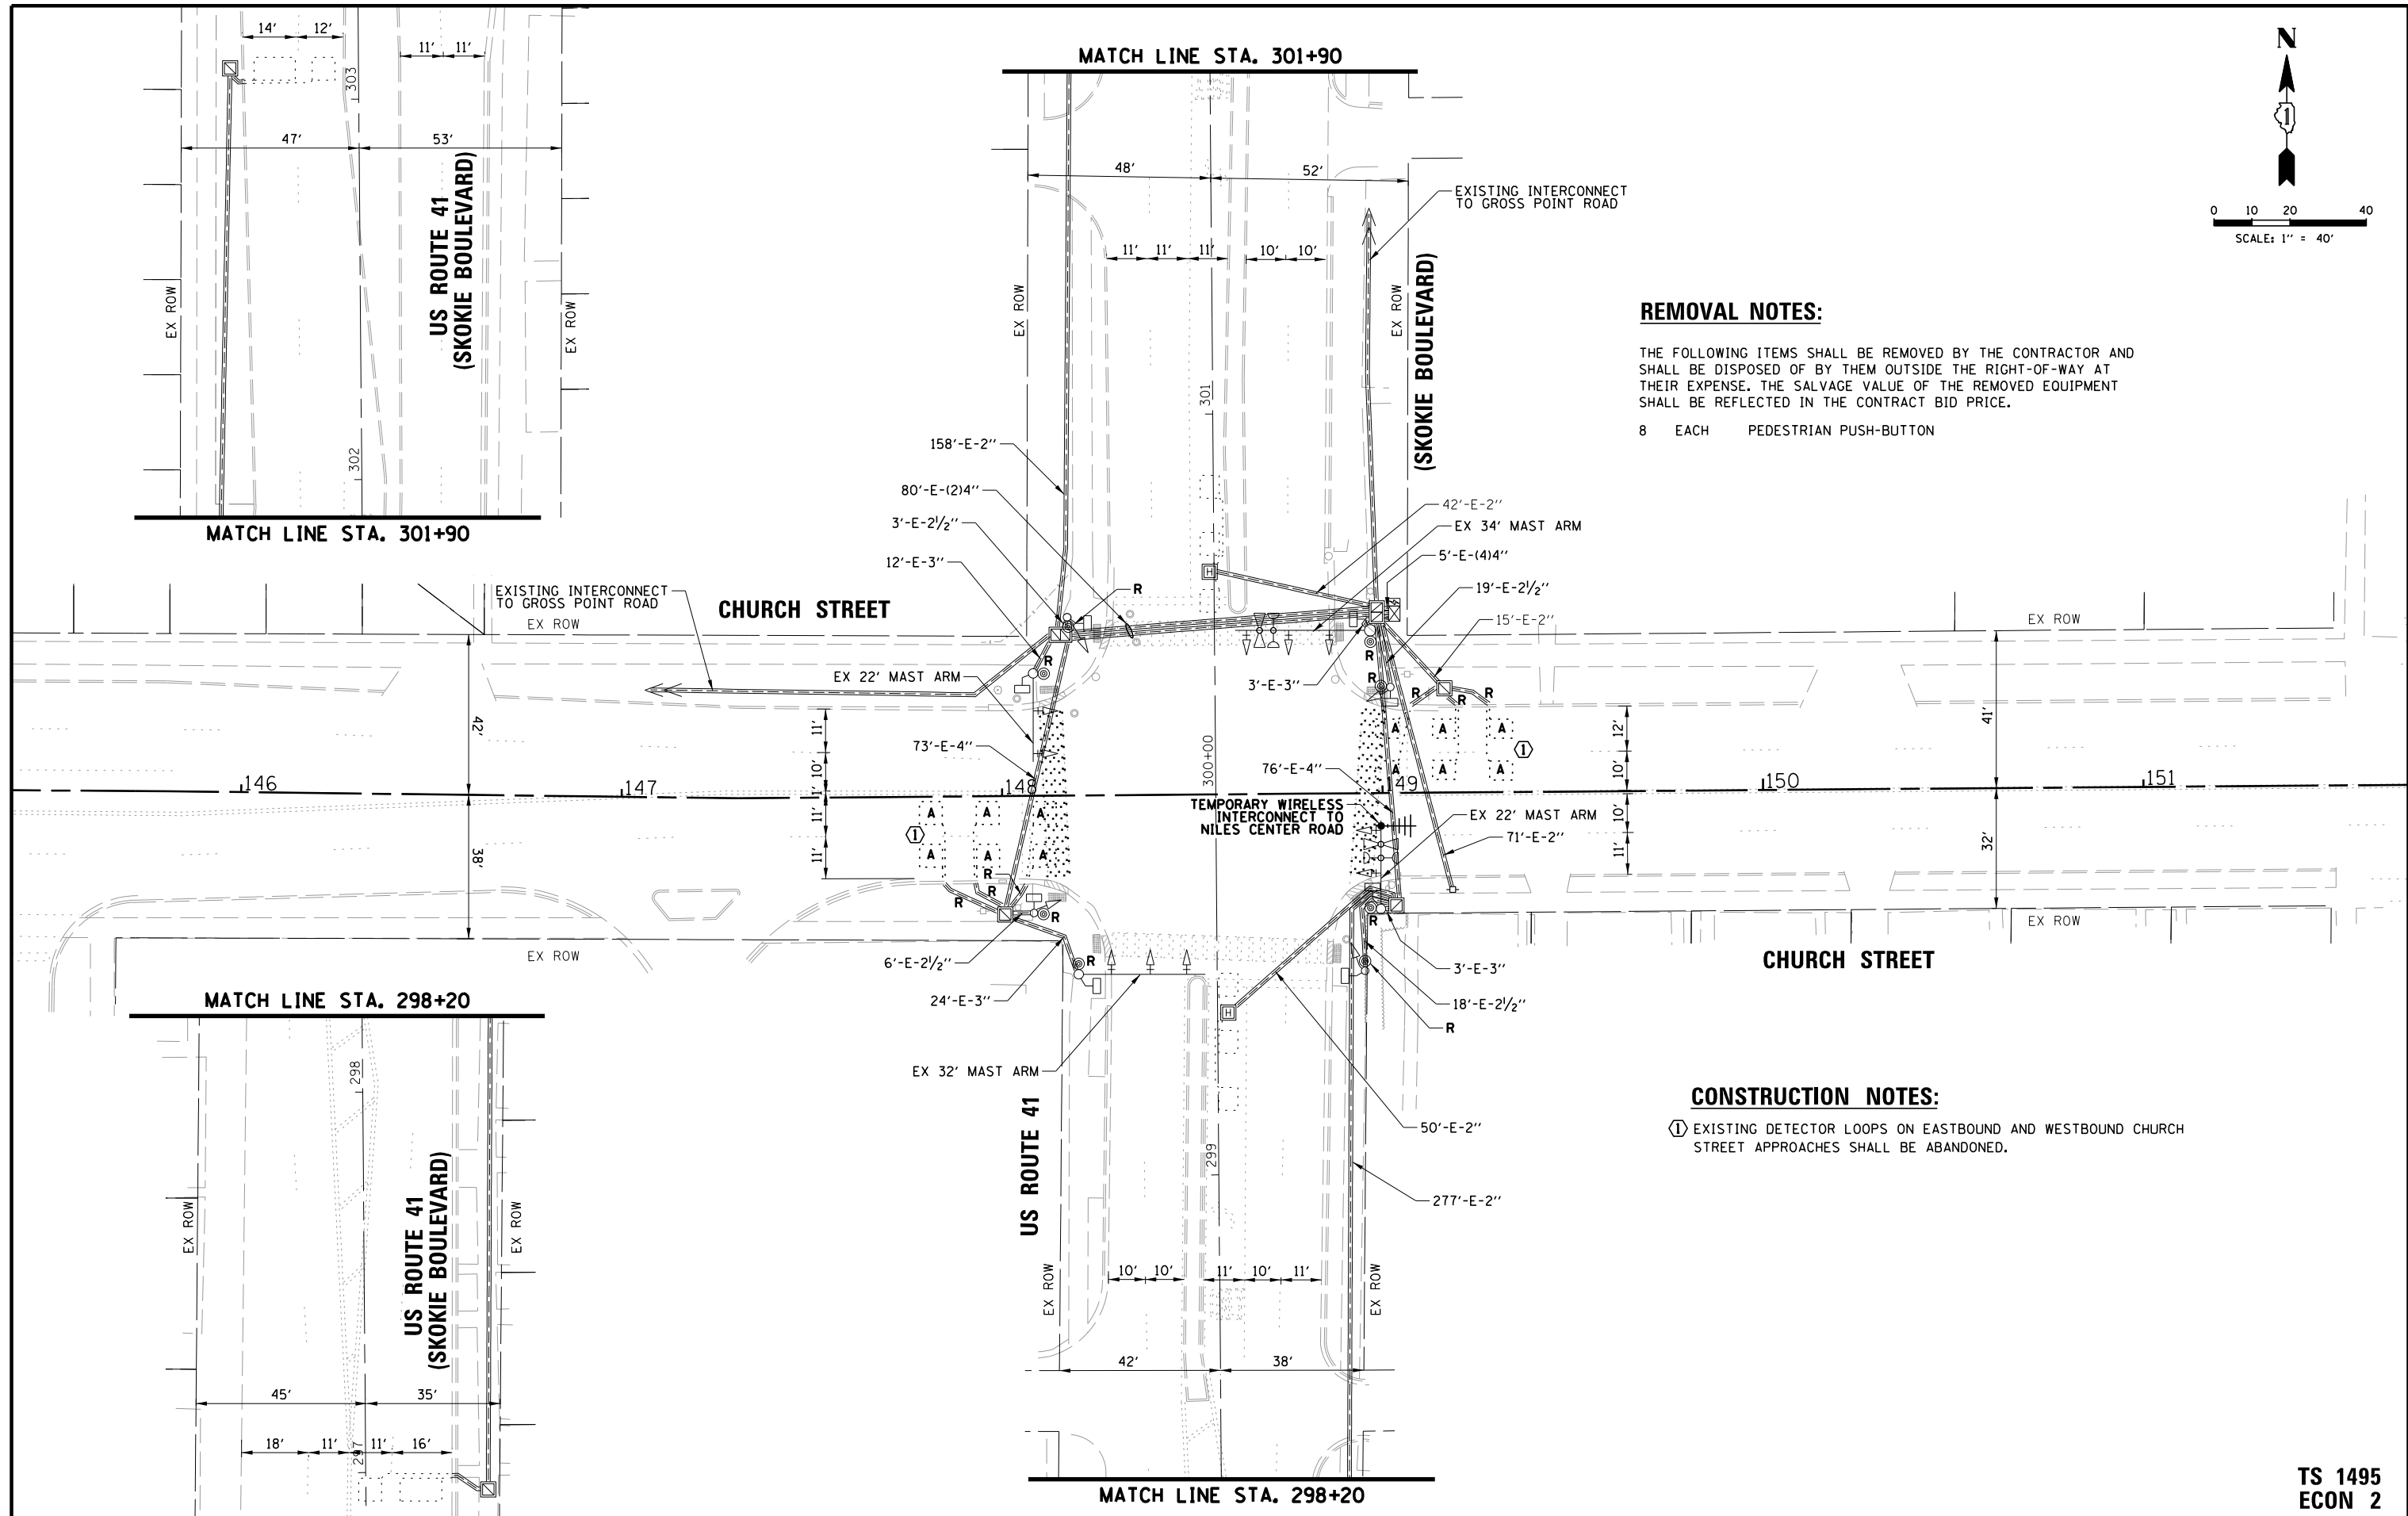 14' 12'
11' 11'
303
47' 53'
US ROUTE 41
(SKOKIE BOULEVARD)
EX ROW
EX ROW
302
MATCH LINE STA. 301+90
MATCH LINE STA. 301+90
48' 52'
EXISTING INTERCONNECT
TO GROSS POINT ROAD
11' 11' 11' 10' 10'
EX ROW
EX ROW
(SKOKIE BOULEVARD)
301
N
1
0 10 20 40
SCALE: 1'' = 40'
REMOVAL NOTES:
THE FOLLOWING ITEMS SHALL BE REMOVED BY THE CONTRACTOR AND
SHALL BE DISPOSED OF BY THEM OUTSIDE THE RIGHT-OF-WAY AT
THEIR EXPENSE. THE SALVAGE VALUE OF THE REMOVED EQUIPMENT
SHALL BE REFLECTED IN THE CONTRACT BID PRICE.
8 EACH PEDESTRIAN PUSH-BUTTON
158'-E-2''
80'-E-(2)4''
3'-E-2½''
12'-E-3''
42'-E-2''
EX 34' MAST ARM
5'-E-(4)4''
19'-E-2½''
15'-E-2''
H
R
EXISTING INTERCONNECT
TO GROSS POINT ROAD
CHURCH STREET
EX ROW
EX ROW
R
EX 22' MAST ARM
R
3'-E-3''
R
R R R
42'
11'
10'
73'-E-4''
300+00
76'-E-4''
A A A
A A A
1
12'
10'
41'
146 147 148 149 150 151
1'
11'
11'
38'
1
A A A
A A A
TEMPORARY WIRELESS
INTERCONNECT TO
NILES CENTER ROAD
EX 22' MAST ARM
71'-E-2''
10'
11'
32'
R
R
R
R
R
EX ROW
EX ROW
6'-E-2½''
R
24'-E-3''
3'-E-3''
18'-E-2½''
R
H
CHURCH STREET
EX 32' MAST ARM
US ROUTE 41
299
50'-E-2''
277'-E-2''
CONSTRUCTION NOTES:
1 EXISTING DETECTOR LOOPS ON EASTBOUND AND WESTBOUND CHURCH
STREET APPROACHES SHALL BE ABANDONED.
EX ROW
EX ROW
10' 10' 11' 10' 11'
42' 38'
MATCH LINE STA. 298+20
MATCH LINE STA. 298+20
298
EX ROW
EX ROW
US ROUTE 41
(SKOKIE BOULEVARD)
45' 35'
18' 11' 11' 16'
297
TS 1495
ECON 2